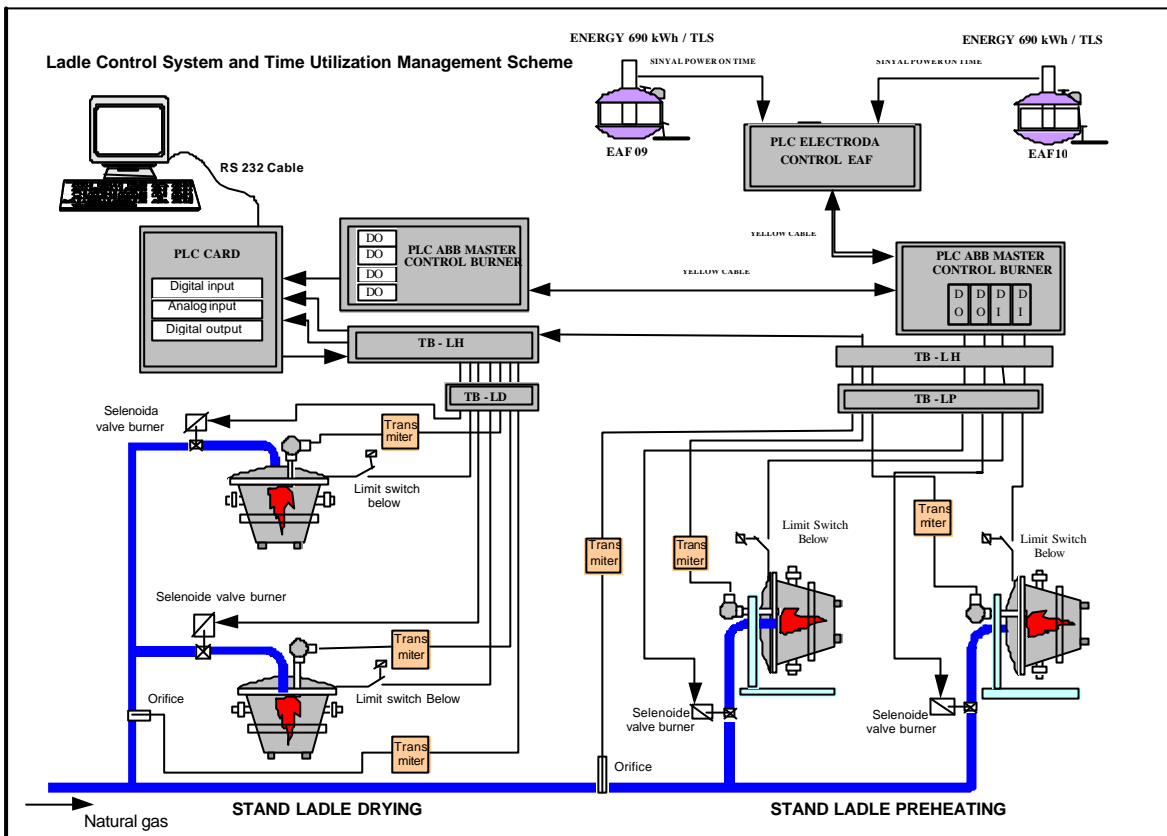 ENERGY 690 kWh / TLS
ENERGY 690 kWh / TLS
Ladle Control System and Time Utilization Management Scheme
SINYAL POWER ON TIME
SINYAL POWER ON TIME
EAF 09
EAF10
PLC ELECTRODA
CONTROL EAF
RS 232 Cable
YELLOW CABLE
PLC CARD
Digital input
Analog input
Digital output
DO
DO
DO
DO
PLC ABB MASTER
CONTROL BURNER
YELLOW CABLE
PLC ABB MASTER
CONTROL BURNER
D
O
D
O
D
I
D
I
TB - LH
TB - LH
TB - LD
TB - LP
Selenoida
valve burner
Trans
miter
Limit switch
below
Selenoide valve burner
Trans
miter
Limit switch Below
Orifice
Trans
miter
Trans
miter
Trans
miter
Limit Switch
Below
Trans
miter
Limit Switch
Below
Selenoide
valve burner
Selenoide
valve burner
Orifice
STAND LADLE DRYING
STAND LADLE PREHEATING
Natural gas